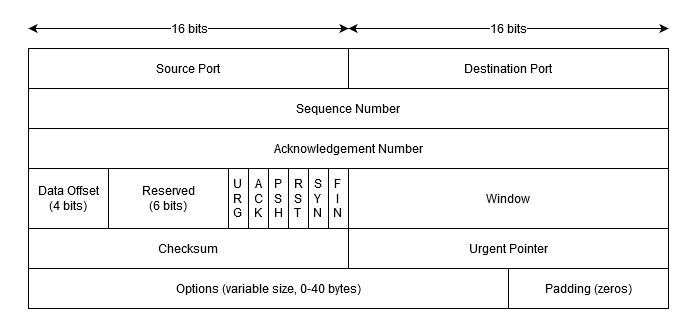 16 bits 16 bits
Source Port Destination Port
Sequence Number
Acknowledgement Number
Data Offset (4 bits) Reserved (6 bits) URG ACK PSH RST SYN FIN Window
Checksum Urgent Pointer
Options (variable size, 0-40 bytes) Padding (zeros)